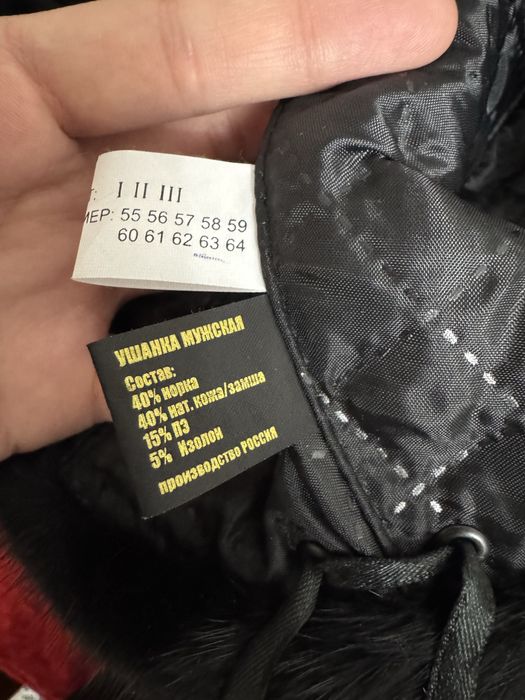 I II III
МЕР: 55 56 57 58 59
60 61 62 63 64
УШАНКА МУЖСКАЯ
Состав:
40% норка
40% нат.кожа/замша
15% ПЭ
5% Изолон
производство РОССИЯ